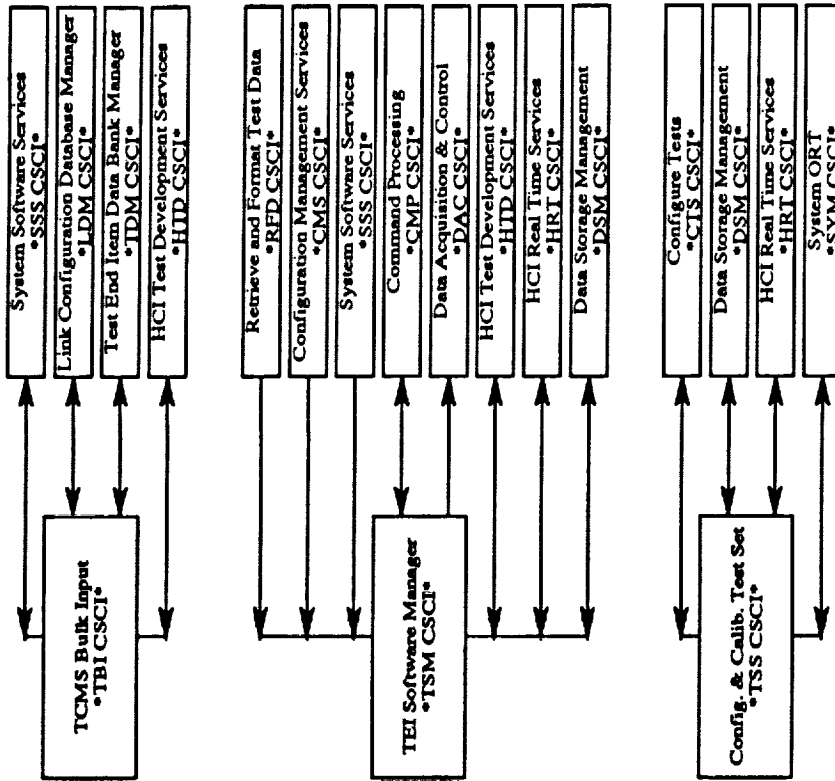 System Software Services
*SSS CSCI*
Link Configuration Database Manager
*LDM CSCI*
Test End Item Data Bank Manager
*TDM CSCI*
HCI Test Development Services
*HTD CSCI*
TCMS Bulk Input
*TBI CSCI*
Retrieve and Format Test Data
*RFD CSCI*
Configuration Management Services
*CMS CSCI*
System Software Services
*SSS CSCI*
Command Processing
*CMP CSCI*
Data Acquisition & Control
*DAC CSCI*
HCI Test Development Services
*HTD CSCI*
HCI Real Time Services
*HRT CSCI*
Data Storage Management
*DSM CSCI*
TEI Software Manager
*TSM CSCI*
Configure Tests
*CTS CSCI*
Data Storage Management
*DSM CSCI*
HCI Real Time Services
*HRT CSCI*
System ORT
*SYM CSCI*
Config. & Calib. Test Set
*TSS CSCI*